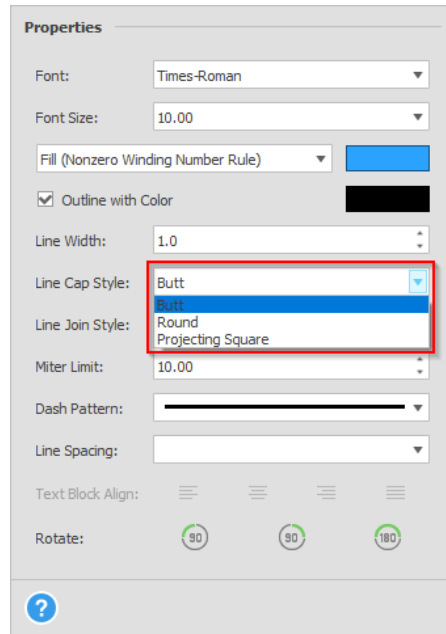 Properties
Font: Times-Roman
Font Size: 10.00
Fill (Nonzero Winding Number Rule)
Outline with Color
Line Width: 1.0
Line Cap Style: Butt
Butt
Line Join Style: Round
Projecting Square
Miter Limit: 10.00
Dash Pattern:
Line Spacing:
Text Block Align:
Rotate: 90 90 180
?